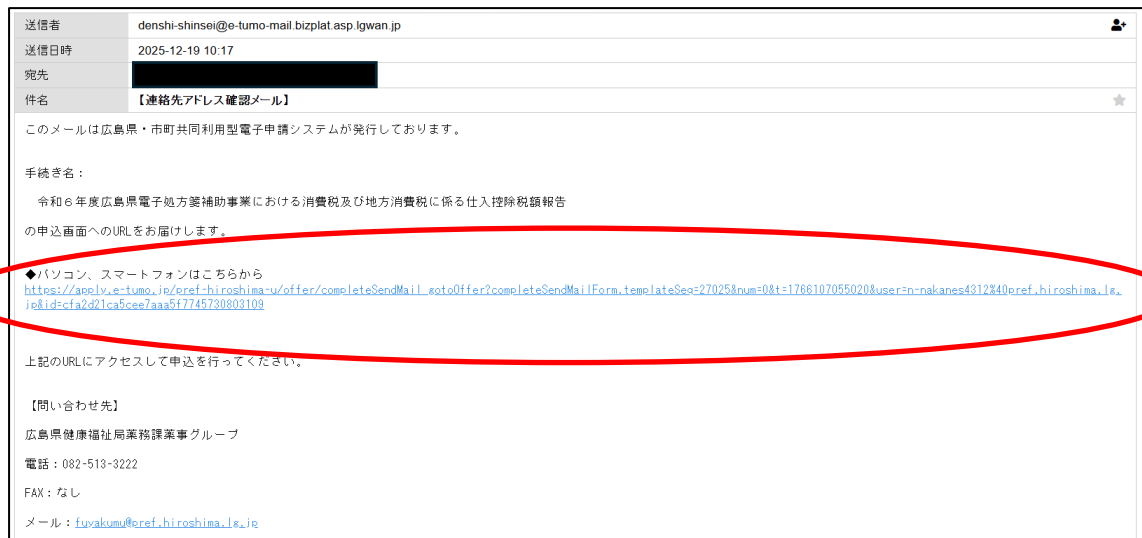 送信者 denshi-shinsei@e-tumo-mail.bizplat.asp.lgwan.jp
送信日時 2025-12-19 10:17
宛先
件名 【連絡先アドレス確認メール】
このメールは広島県・市町共同利用型電子申請システムが発行しております。
手続き名：
令和６年度広島県電子処方箋補助事業における消費税及び地方消費税に係る仕入控除税額報告
の申込画面へのURLをお届けします。
◆パソコン、スマートフォンはこちらから
https://apply.e-tumo.jp/pref-hiroshima-u/offer/completeSendMail_gotoOffer?completeSendMailForm.templateSeq=27025&num=0&t=1766107055020&user=n-nakanes4312%40pref.hiroshima.lg.
jp&id=cfa2d21ca5cee7aaa5f7745730803109
上記のURLにアクセスして申込を行ってください。
【問い合わせ先】
広島県健康福祉局薬務課薬事グループ
電話：082-513-3222
FAX：なし
メール：fuyakumu@pref.hiroshima.lg.jp